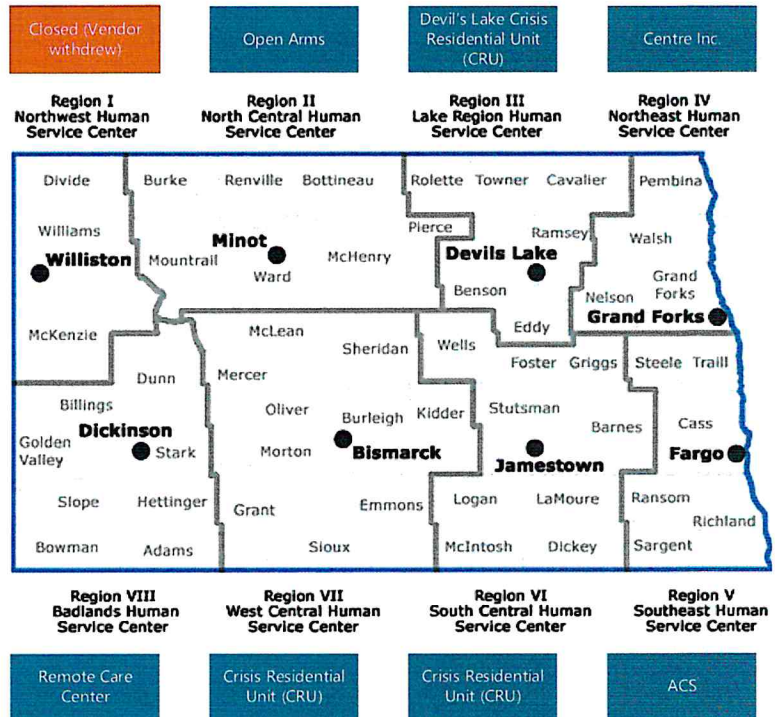 Closed (Vendor
withdrew)
Open Arms
Devil's Lake Crisis
Residential Unit
(CRU)
Centre Inc.
Region I
Northwest Human
Service Center
Region II
North Central Human
Service Center
Region III
Lake Region Human
Service Center
Region IV
Northeast Human
Service Center
Divide
Burke
Renville
Bottineau
Rolette
Towner
Cavalier
Pembina
Williams
Pierce
Ramsey
Walsh
Minot
Williston
Mountrail
Ward
McHenry
Devils Lake
Benson
Grand
Forks
Nelson
Grand Forks
McKenzie
McLean
Sheridan
Wells
Eddy
Foster
Griggs
Steele
Traill
Dunn
Mercer
Billings
Oliver
Burleigh
Kidder
Stutsman
Barnes
Cass
Golden
Valley
Dickinson
Stark
Morton
Bismarck
Jamestown
Fargo
Slope
Hettinger
Grant
Emmons
Logan
LaMoure
Ransom
Richland
Bowman
Adams
Sioux
McIntosh
Dickey
Sargent
Region VIII
Badlands Human
Service Center
Region VII
West Central Human
Service Center
Region VI
South Central Human
Service Center
Region V
Southeast Human
Service Center
Remote Care
Center
Crisis Residential
Unit (CRU)
Crisis Residential
Unit (CRU)
ACS